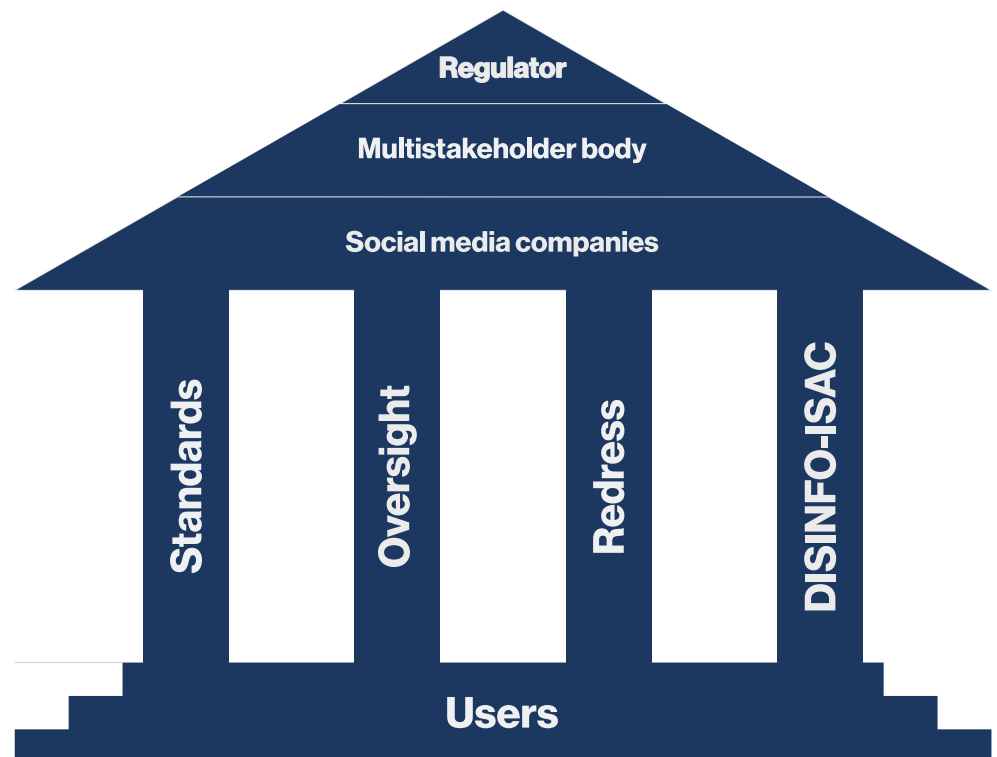 Regulator
Multistakeholder body
Social media companies
Standards
Oversight
Redress
DISINFO-ISAC
Users